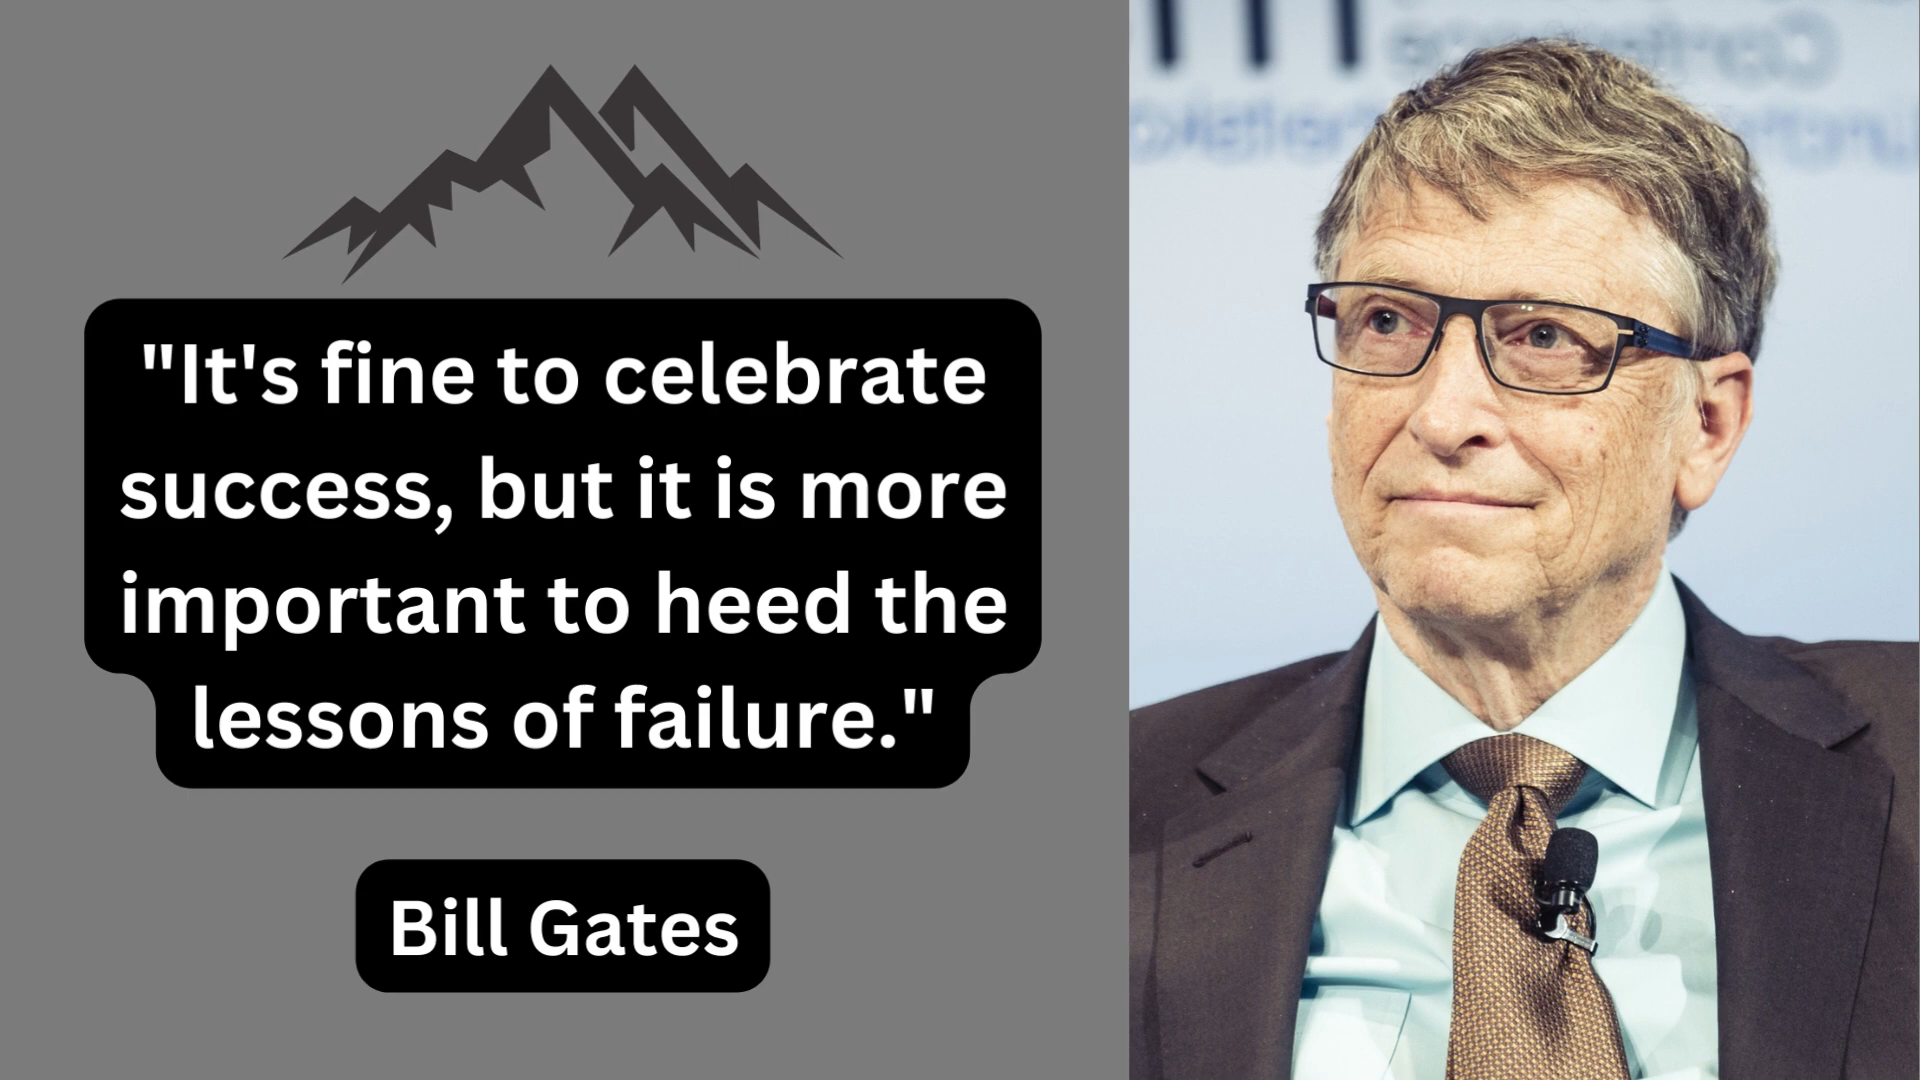 "It's fine to celebrate
success, but it is more
important to heed the
lessons of failure."
Bill Gates